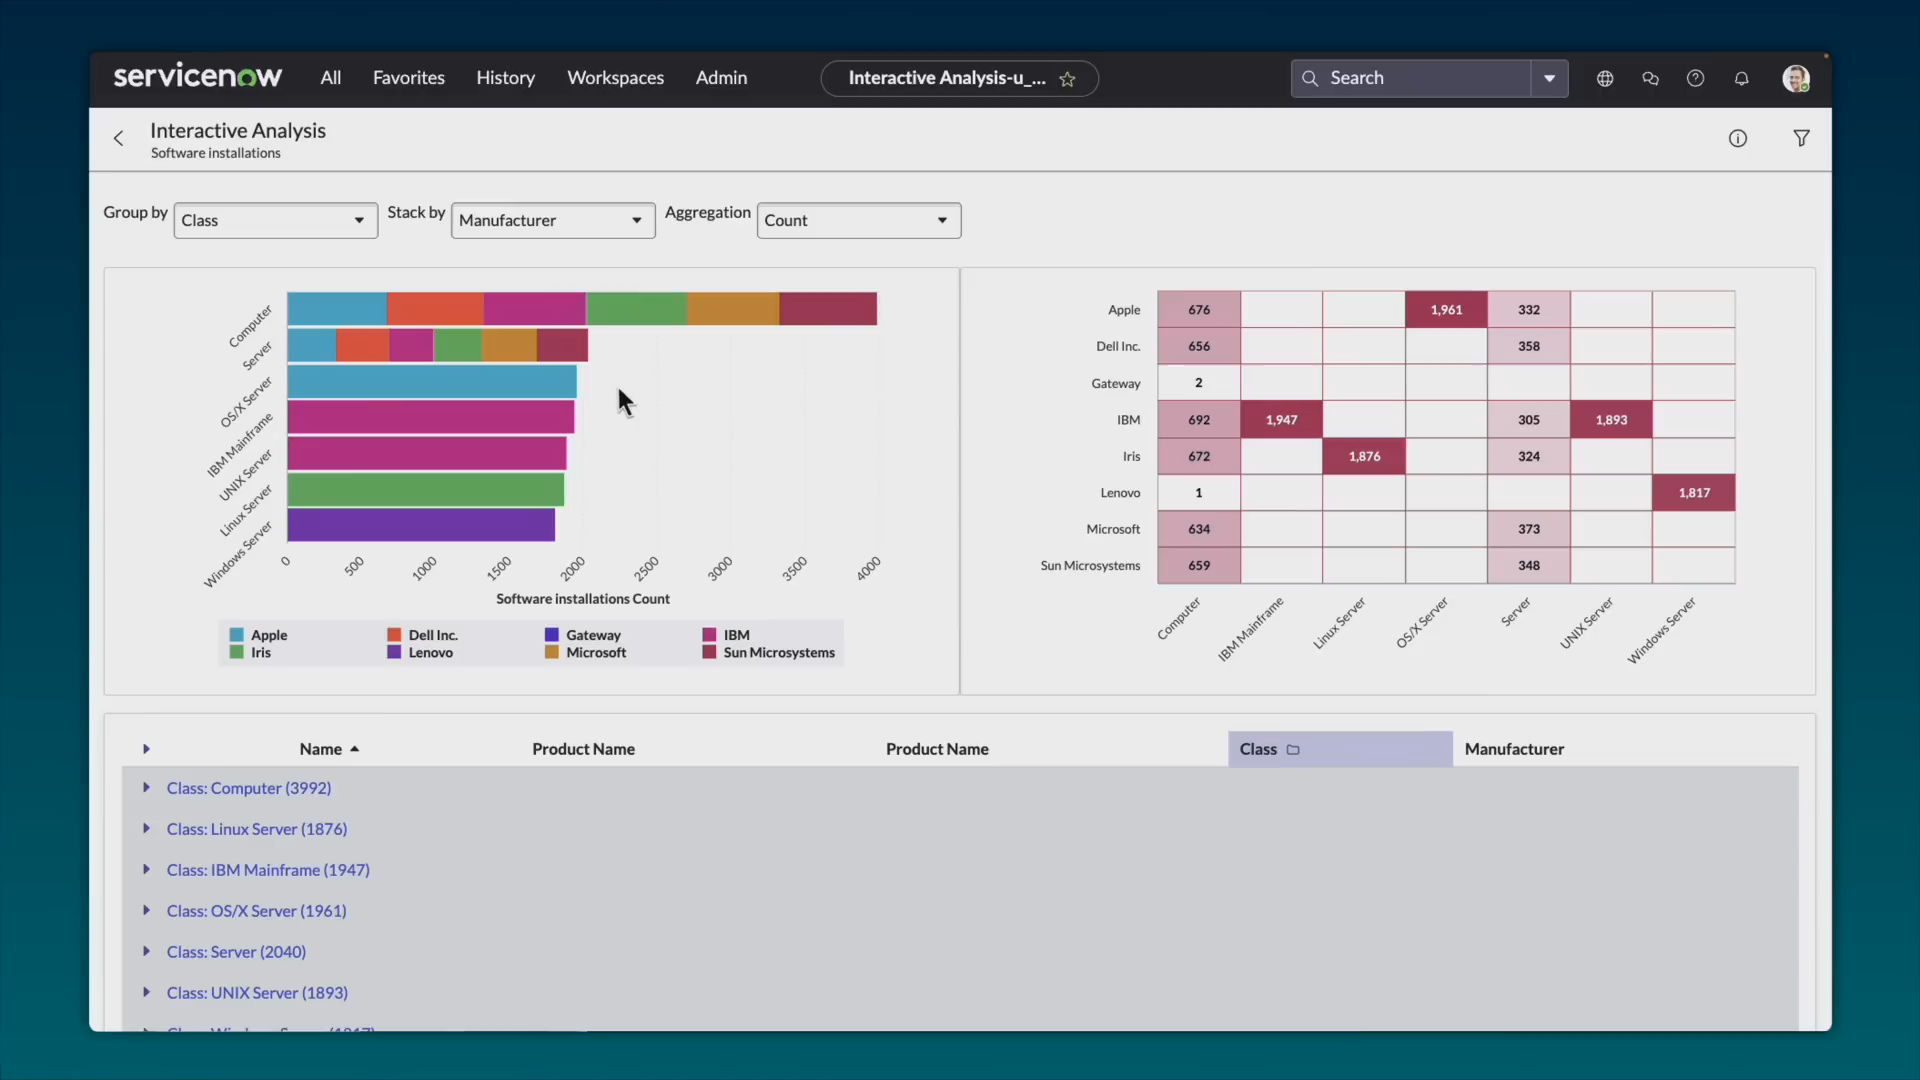 servicenow All Favorites History Workspaces Admin Interactive Analysis-u_... Search
Interactive Analysis
Software installations
Group by Class Stack by Manufacturer Aggregation Count
Computer
Server
OS/X Server
IBM Mainframe
UNIX Server
Linux Server
Windows Server
0 500 1000 1500 2000 2500 3000 3500 4000
Software installations Count
Apple Dell Inc. Gateway IBM
Iris Lenovo Microsoft Sun Microsystems
Apple 676 1,961 332
Dell Inc. 656 358
Gateway 2
IBM 692 1,947 305 1,893
Iris 672 1,876 324
Lenovo 1 1,817
Microsoft 634 373
Sun Microsystems 659 348
Computer IBM Mainframe Linux Server OS/X Server Server UNIX Server Windows Server
Name Product Name Product Name Class Manufacturer
Class: Computer (3992)
Class: Linux Server (1876)
Class: IBM Mainframe (1947)
Class: OS/X Server (1961)
Class: Server (2040)
Class: UNIX Server (1893)
Class: Windows Server (1817)